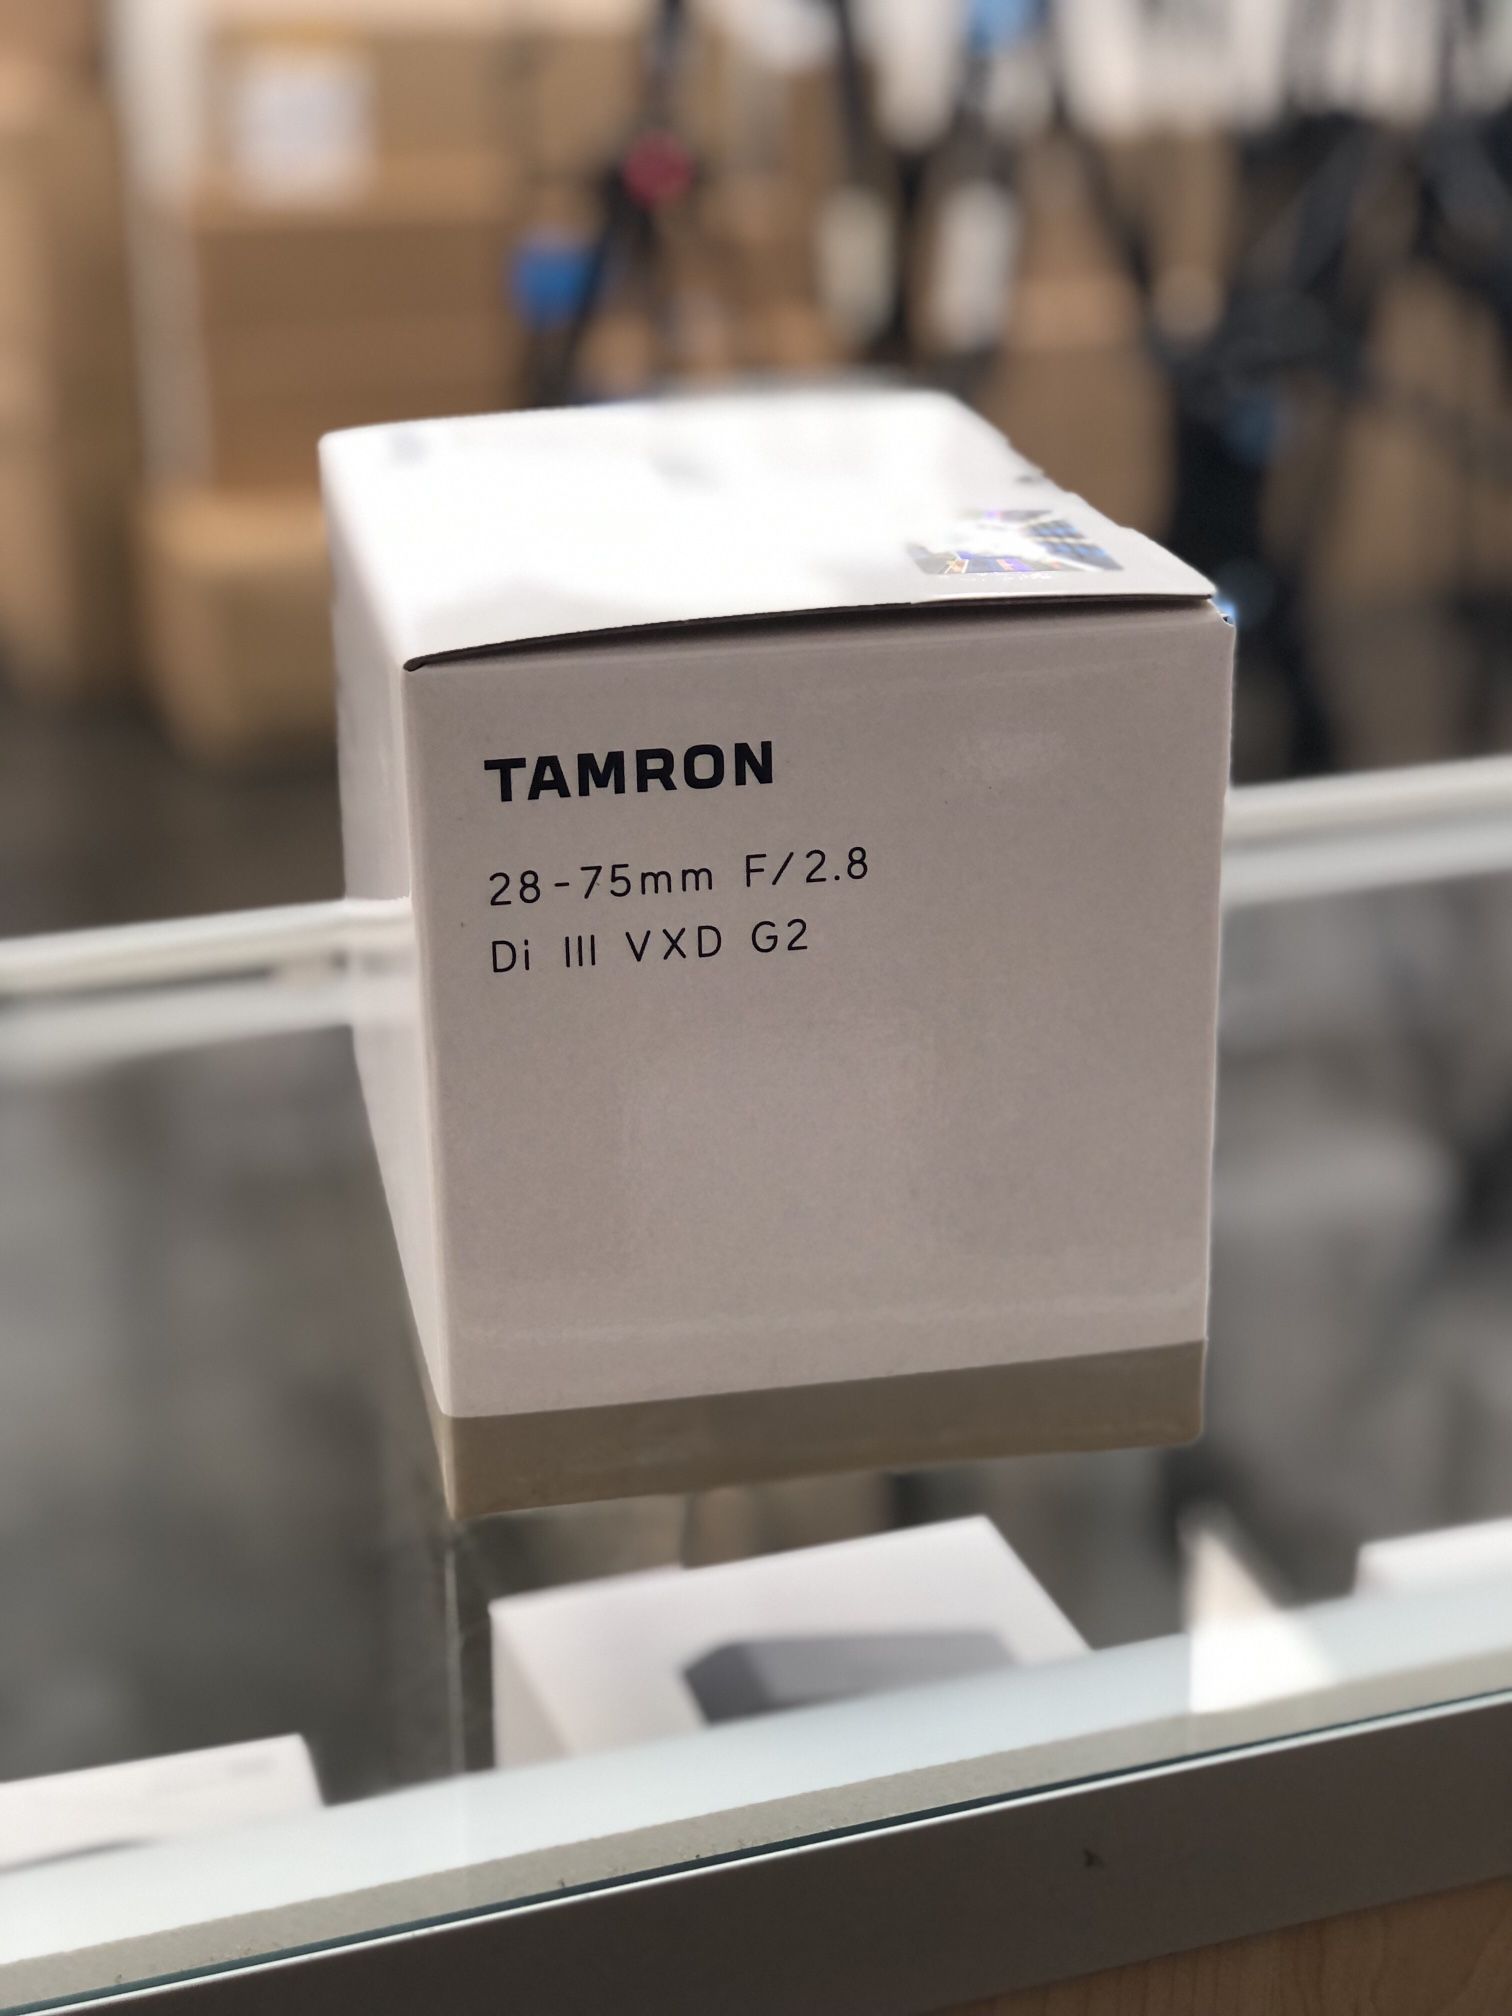 TAMRON
28-75mm F/2.8
Di III VXD G2